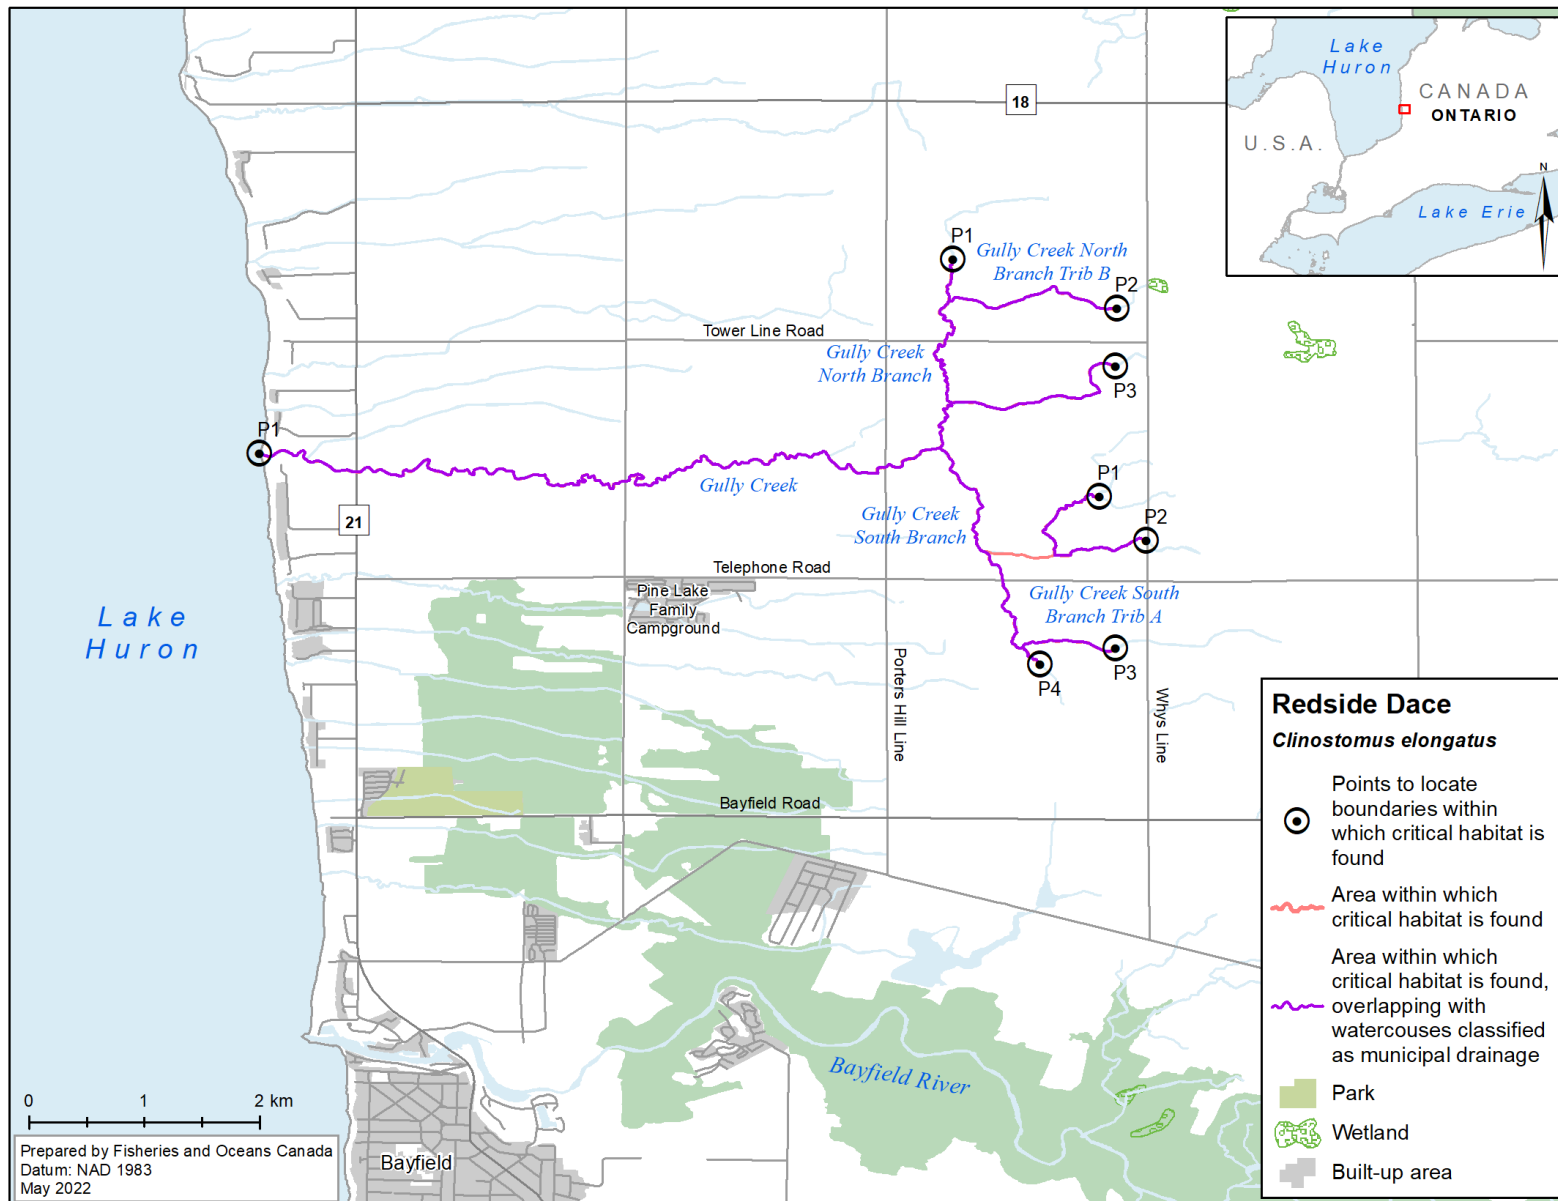 Lake
Huron
CANADA
ONTARIO
U.S.A.
Lake Erie
N
18
P1
Gully Creek North
Branch Trib B
P2
Tower Line Road
Gully Creek
North Branch
P3
P1
Gully Creek
P1
P2
Gully Creek
South Branch
21
Telephone Road
Pine Lake
Family
Campground
Gully Creek South
Branch Trib A
P3
P4
Lake
Huron
Porters Hill Line
Whys Line
Bayfield Road
Bayfield River
Bayfield
0 1 2 km
Prepared by Fisheries and Oceans Canada
Datum: NAD 1983
May 2022
Redside Dace
Clinostomus elongatus
Points to locate
boundaries within
which critical habitat is
found
Area within which
critical habitat is found
Area within which
critical habitat is found,
overlapping with
watercouses classified
as municipal drainage
Park
Wetland
Built-up area